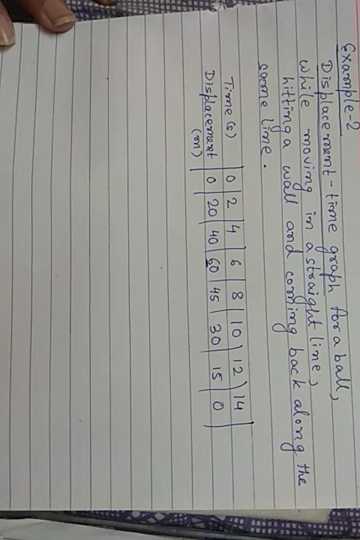 Example-2
Displacement-time graph for a ball,
while moving in a straight line,
hitting a wall and comming back along the
same line.
Time (s) 0 2 4 6 8 10 12 14
Displacement (m) 0 20 40 60 45 30 15 0